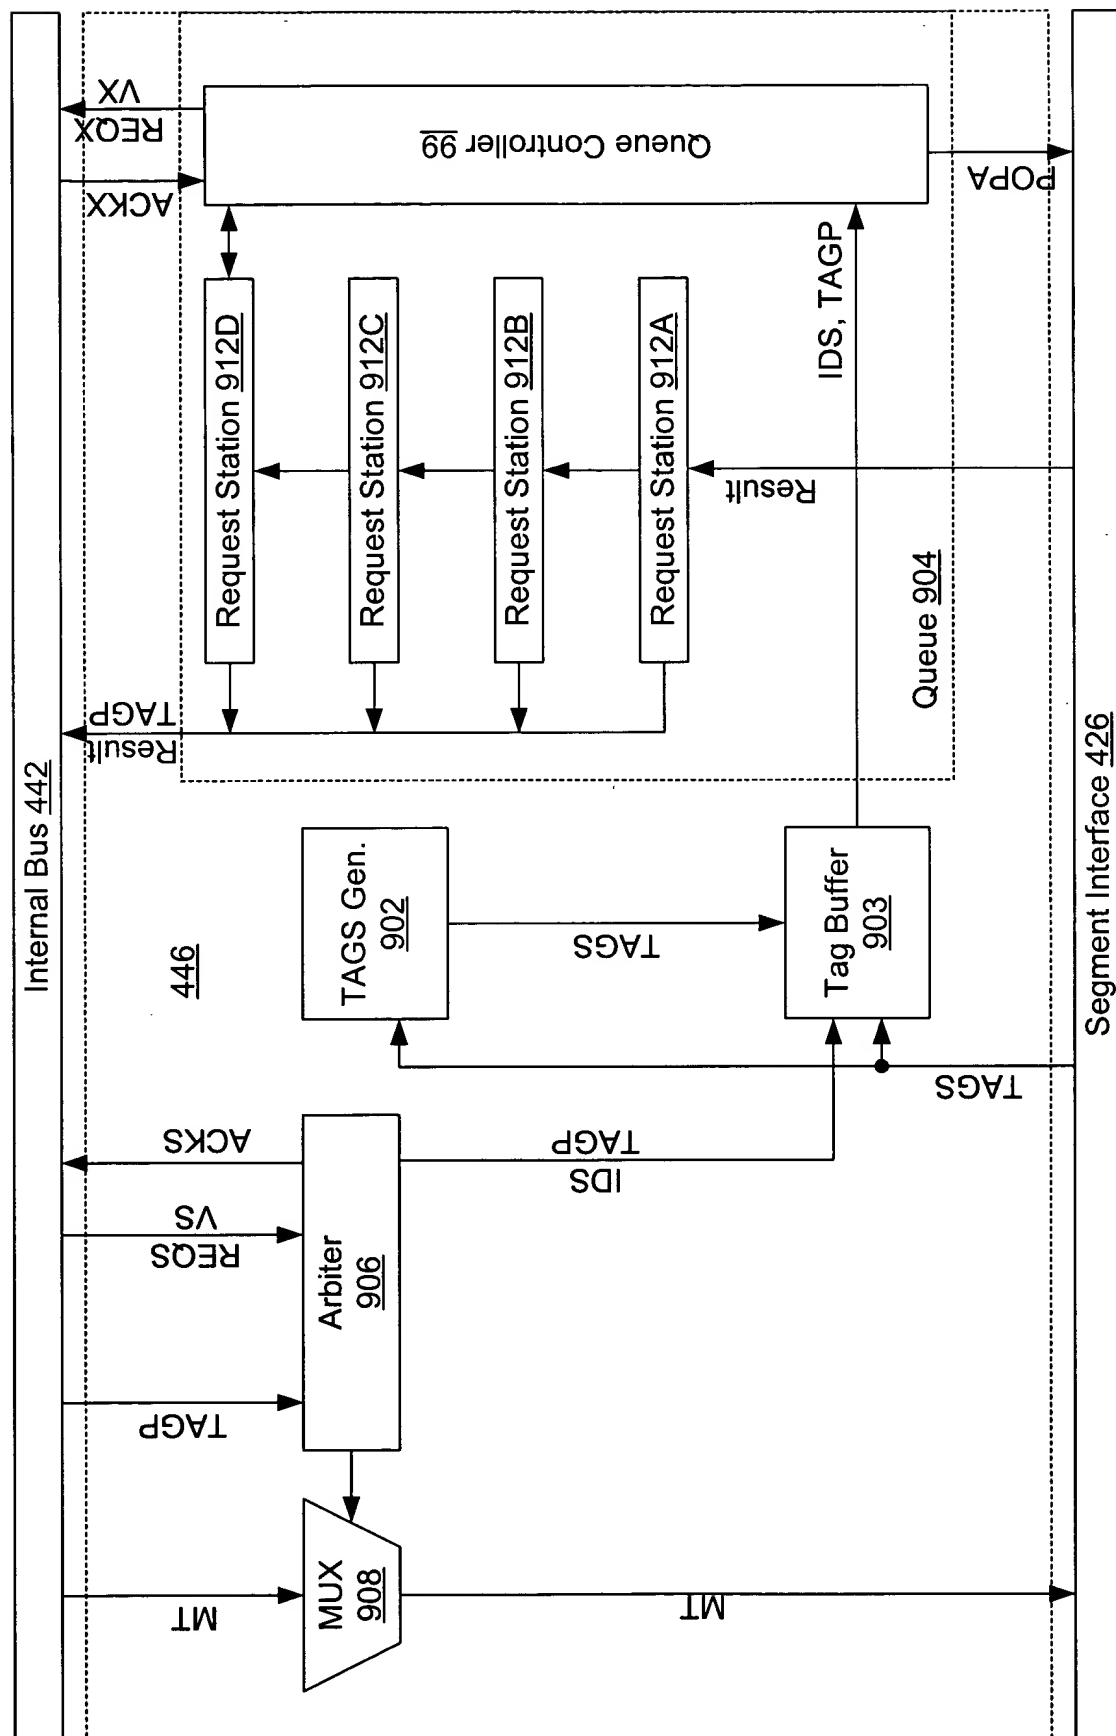 Internal Bus 442
446
MT
TAGP
REQS
VS
ACKS
Result
TAGP
ACKX
REQX
VX
MUX
908
Arbiter
906
IDS
TAGP
TAGS Gen.
902
TAGS
Tag Buffer
903
TAGS
Request Station 912D
Request Station 912C
Request Station 912B
Request Station 912A
Queue Controller 99
IDS, TAGP
Result
Queue 904
POPA
MT
Segment Interface 426